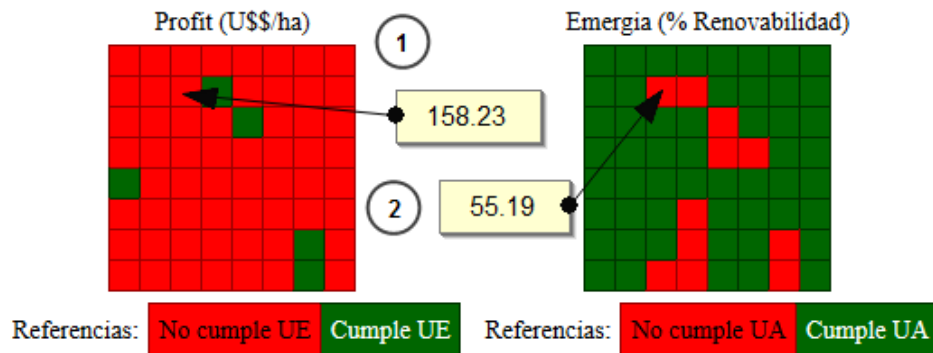 Profit (U$$/ha)
1
Emergia (% Renovabilidad)
158.23
2
55.19
Referencias: No cumple UE Cumple UE
Referencias: No cumple UA Cumple UA